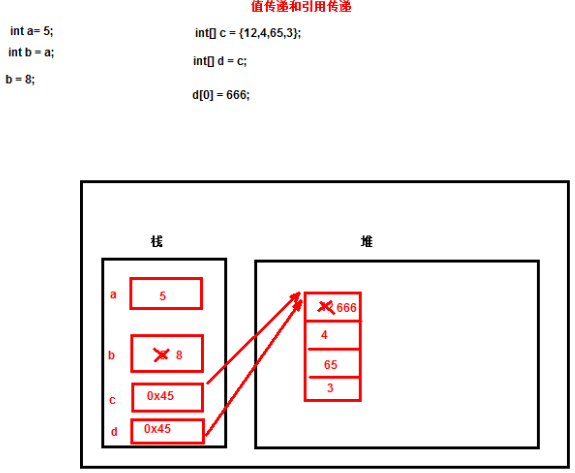 值传递和引用传递
int a= 5;
int b = a;
b = 8;
int[] c = {12,4,65,3};
int[] d = c;
d[0] = 666;
栈
堆
a
5
b
8
c
0x45
d
0x45
666
4
65
3